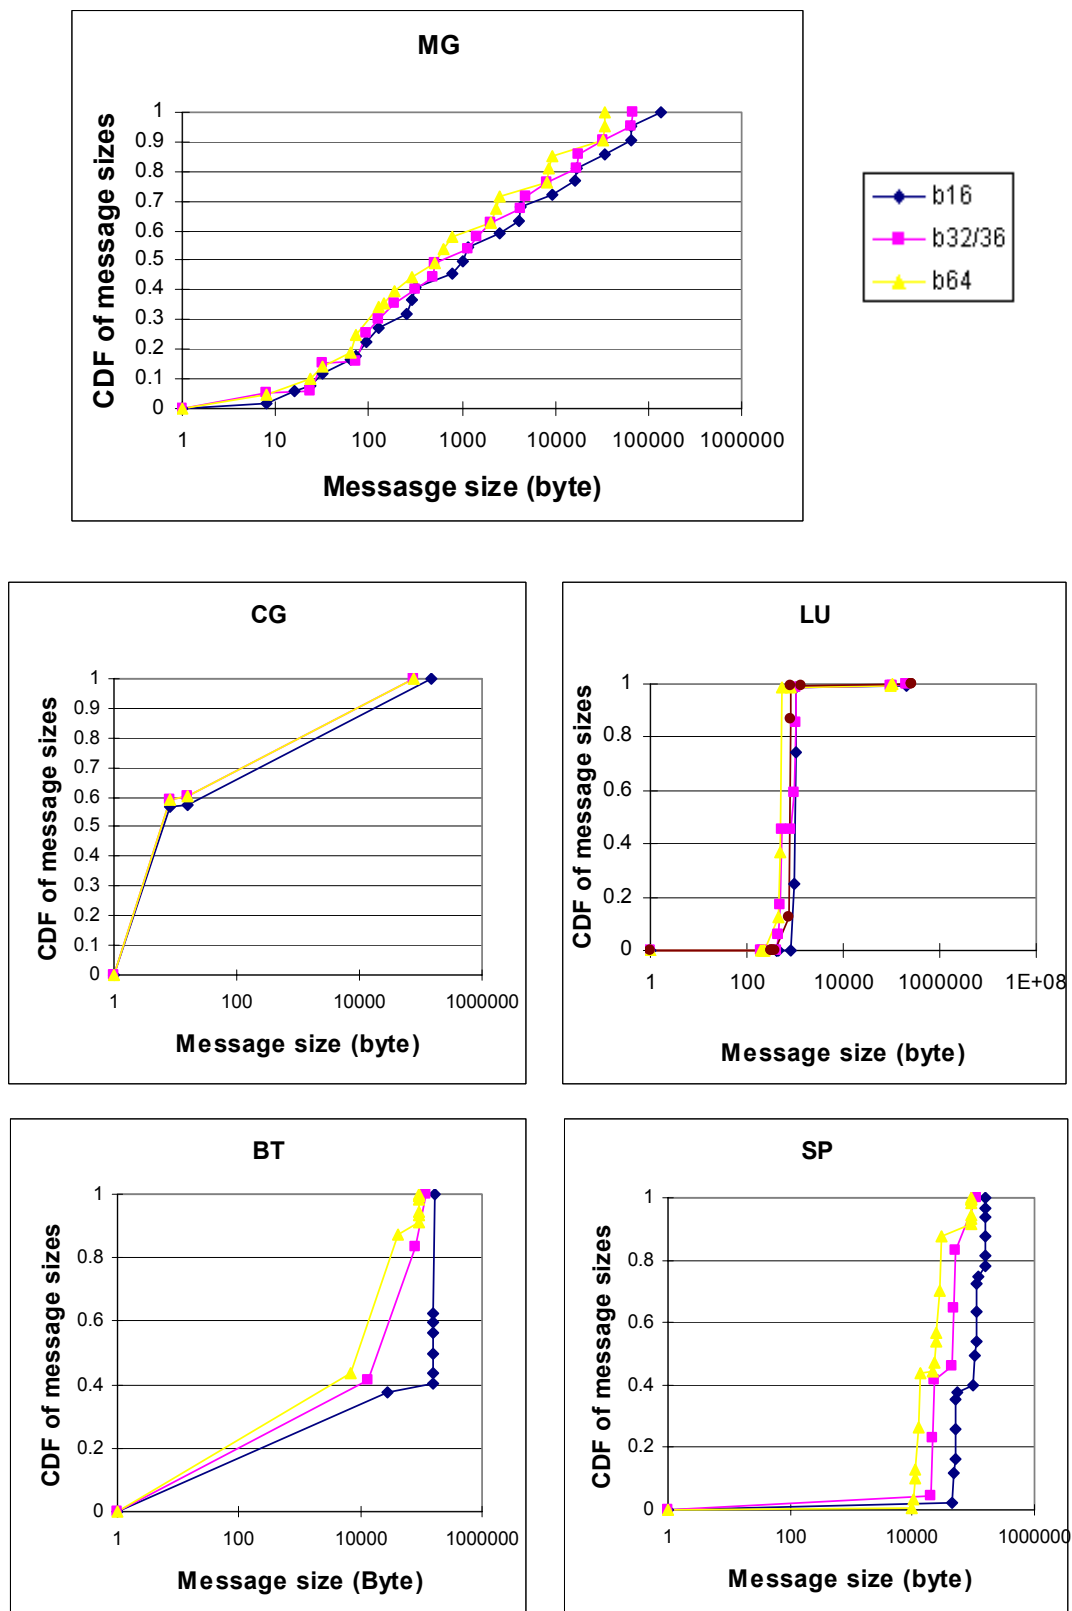 MG
CDF of message sizes
1
0.9
0.8
0.7
0.6
0.5
0.4
0.3
0.2
0.1
0
1 10 100 1000 10000 100000 1000000
Messasge size (byte)
b16
b32/36
b64
CG
CDF of message sizes
1
0.9
0.8
0.7
0.6
0.5
0.4
0.3
0.2
0.1
0
1 100 10000 1000000
Message size (byte)
LU
CDF of message sizes
1
0.8
0.6
0.4
0.2
0
1 100 10000 1000000 1E+08
Message size (byte)
BT
CDF of message sizes
1
0.8
0.6
0.4
0.2
0
1 100 10000 1000000
Message size (Byte)
SP
CDF of message sizes
1
0.8
0.6
0.4
0.2
0
1 100 10000 1000000
Message size (byte)